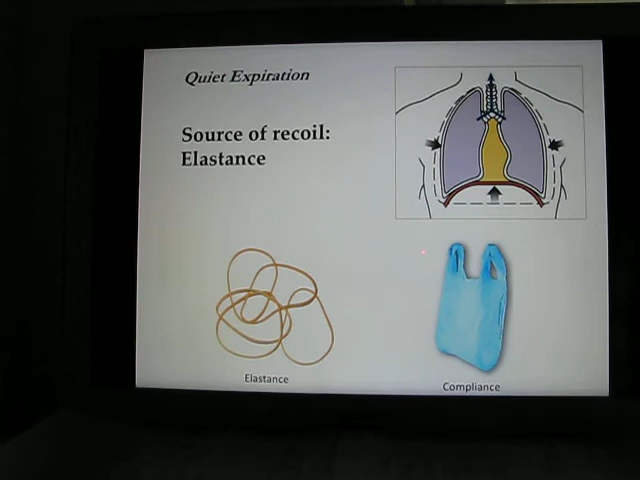 Quiet Expiration
Source of recoil:
Elastance
Elastance
Compliance